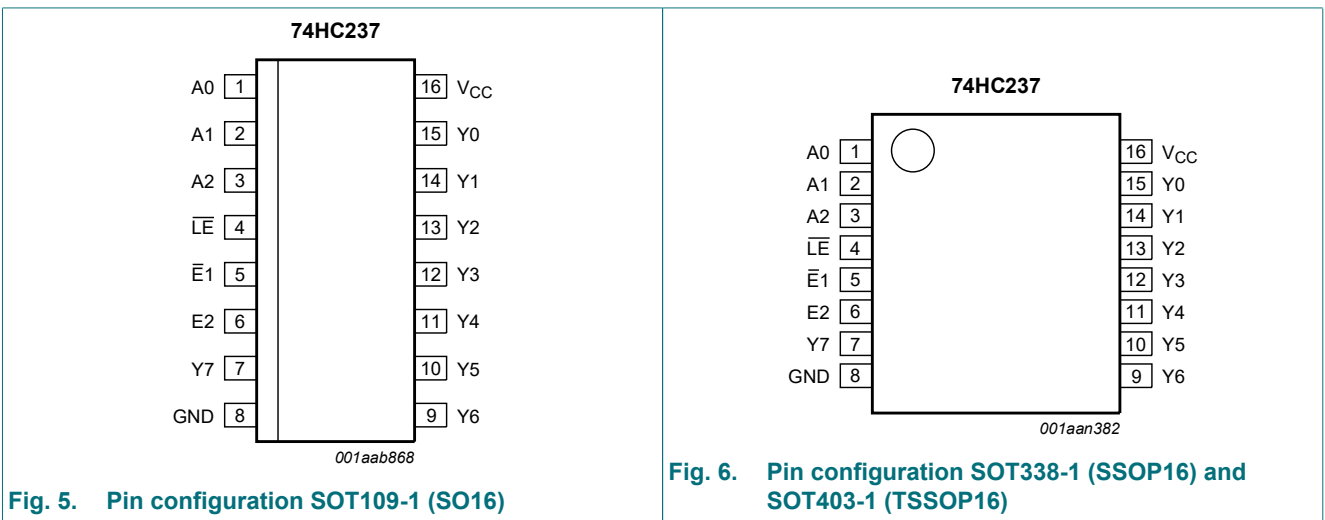 74HC237
A0 1 16 VCC
A1 2 15 Y0
A2 3 14 Y1
L̅E̅ 4 13 Y2
E̅1 5 12 Y3
E2 6 11 Y4
Y7 7 10 Y5
GND 8 9 Y6
001aab868
Fig. 5. Pin configuration SOT109-1 (SO16)
74HC237
A0 1 16 VCC
A1 2 15 Y0
A2 3 14 Y1
L̅E̅ 4 13 Y2
E̅1 5 12 Y3
E2 6 11 Y4
Y7 7 10 Y5
GND 8 9 Y6
001aan382
Fig. 6. Pin configuration SOT338-1 (SSOP16) and
SOT403-1 (TSSOP16)